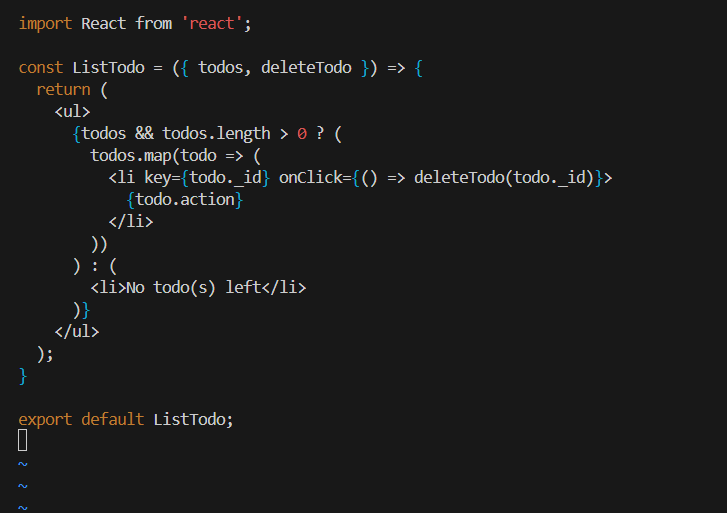 import React from 'react';

const ListTodo = ({ todos, deleteTodo }) => {
  return (
    <ul>
      {todos && todos.length > 0 ? (
        todos.map(todo => (
          <li key={todo._id} onClick={() => deleteTodo(todo._id)}>
            {todo.action}
          </li>
        ))
      ) : (
        <li>No todo(s) left</li>
      )}
    </ul>
  );
}

export default ListTodo;

~
~
~